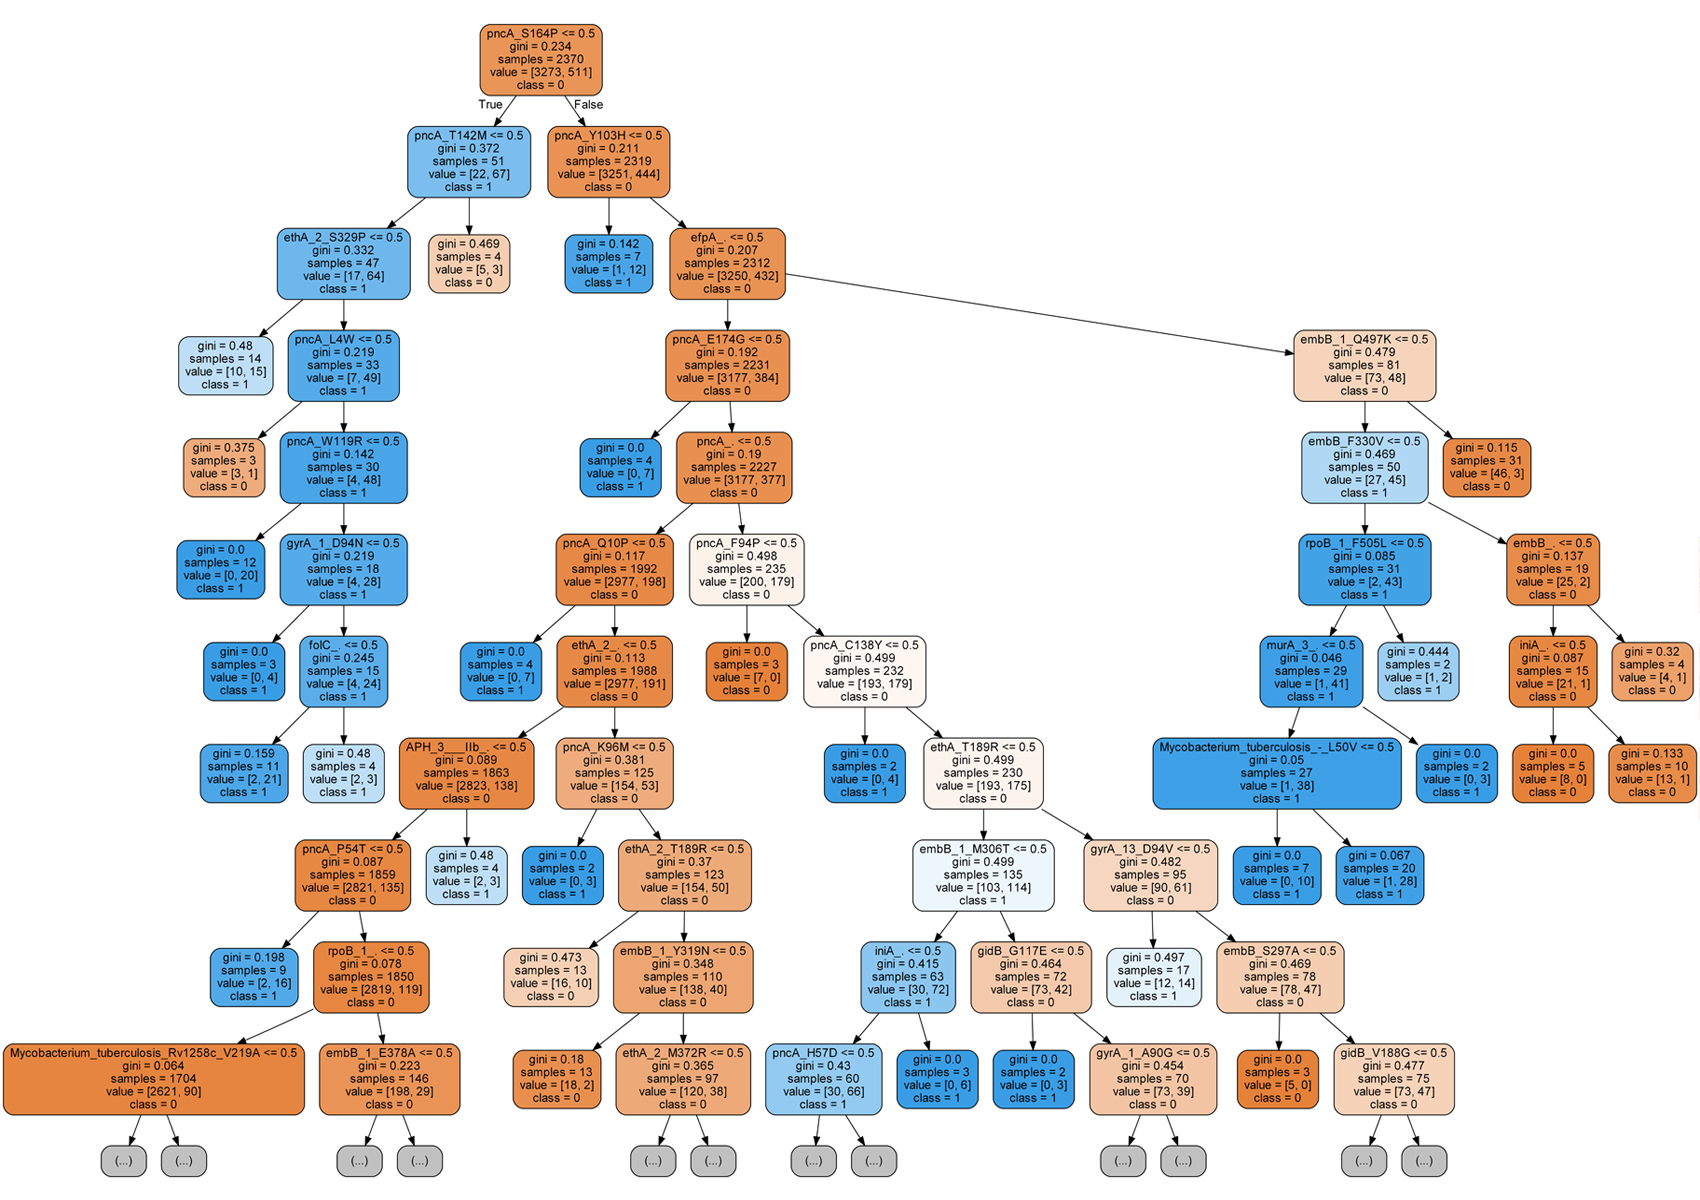 pncA_S164P <= 0.5
gini = 0.234
samples = 2370
value = [3273, 511]
class = 0
True
False
pncA_T142M <= 0.5
gini = 0.372
samples = 51
value = [22, 67]
class = 1
pncA_Y103H <= 0.5
gini = 0.211
samples = 2319
value = [3251, 444]
class = 0
ethA_2_S329P <= 0.5
gini = 0.332
samples = 47
value = [17, 64]
class = 1
gini = 0.469
samples = 4
value = [5, 3]
class = 0
gini = 0.142
samples = 7
value = [1, 12]
class = 1
efpA_. <= 0.5
gini = 0.207
samples = 2312
value = [3250, 432]
class = 0
gini = 0.48
samples = 14
value = [10, 15]
class = 1
pncA_L4W <= 0.5
gini = 0.219
samples = 33
value = [7, 49]
class = 1
pncA_E174G <= 0.5
gini = 0.192
samples = 2231
value = [3177, 384]
class = 0
embB_1_Q497K <= 0.5
gini = 0.479
samples = 81
value = [73, 48]
class = 0
gini = 0.375
samples = 3
value = [3, 1]
class = 0
pncA_W119R <= 0.5
gini = 0.142
samples = 30
value = [4, 48]
class = 1
gini = 0.0
samples = 4
value = [0, 7]
class = 1
pncA_. <= 0.5
gini = 0.19
samples = 2227
value = [3177, 377]
class = 0
embB_F330V <= 0.5
gini = 0.469
samples = 50
value = [27, 45]
class = 1
gini = 0.115
samples = 31
value = [46, 3]
class = 0
gini = 0.0
samples = 12
value = [0, 20]
class = 1
gyrA_1_D94N <= 0.5
gini = 0.219
samples = 18
value = [4, 28]
class = 1
pncA_Q10P <= 0.5
gini = 0.117
samples = 1992
value = [2977, 198]
class = 0
pncA_F94P <= 0.5
gini = 0.498
samples = 235
value = [200, 179]
class = 0
rpoB_1_F505L <= 0.5
gini = 0.085
samples = 31
value = [2, 43]
class = 1
embB_. <= 0.5
gini = 0.137
samples = 19
value = [25, 2]
class = 0
gini = 0.0
samples = 3
value = [0, 4]
class = 1
folC_. <= 0.5
gini = 0.245
samples = 15
value = [4, 24]
class = 1
gini = 0.0
samples = 4
value = [0, 7]
class = 1
ethA_2_. <= 0.5
gini = 0.113
samples = 1988
value = [2977, 191]
class = 0
gini = 0.0
samples = 3
value = [7, 0]
class = 0
pncA_C138Y <= 0.5
gini = 0.499
samples = 232
value = [193, 179]
class = 0
murA_3_. <= 0.5
gini = 0.046
samples = 29
value = [1, 41]
class = 1
gini = 0.444
samples = 2
value = [1, 2]
class = 1
iniA_. <= 0.5
gini = 0.087
samples = 15
value = [21, 1]
class = 0
gini = 0.32
samples = 4
value = [4, 1]
class = 0
gini = 0.159
samples = 11
value = [2, 21]
class = 1
gini = 0.48
samples = 4
value = [2, 3]
class = 1
APH_3___IIb_. <= 0.5
gini = 0.089
samples = 1863
value = [2823, 138]
class = 0
pncA_K96M <= 0.5
gini = 0.381
samples = 125
value = [154, 53]
class = 0
gini = 0.0
samples = 2
value = [0, 4]
class = 1
ethA_T189R <= 0.5
gini = 0.499
samples = 230
value = [193, 175]
class = 0
Mycobacterium_tuberculosis_-_L50V <= 0.5
gini = 0.05
samples = 27
value = [1, 38]
class = 1
gini = 0.0
samples = 2
value = [0, 3]
class = 1
gini = 0.0
samples = 5
value = [8, 0]
class = 0
gini = 0.133
samples = 10
value = [13, 1]
class = 0
pncA_P54T <= 0.5
gini = 0.087
samples = 1859
value = [2821, 135]
class = 0
gini = 0.48
samples = 4
value = [2, 3]
class = 1
gini = 0.0
samples = 2
value = [0, 3]
class = 1
ethA_2_T189R <= 0.5
gini = 0.37
samples = 123
value = [154, 50]
class = 0
embB_1_M306T <= 0.5
gini = 0.499
samples = 135
value = [103, 114]
class = 1
gyrA_13_D94V <= 0.5
gini = 0.482
samples = 95
value = [90, 61]
class = 0
gini = 0.0
samples = 7
value = [0, 10]
class = 1
gini = 0.067
samples = 20
value = [1, 28]
class = 1
gini = 0.198
samples = 9
value = [2, 16]
class = 1
rpoB_1_. <= 0.5
gini = 0.078
samples = 1850
value = [2819, 119]
class = 0
gini = 0.473
samples = 13
value = [16, 10]
class = 0
embB_1_Y319N <= 0.5
gini = 0.348
samples = 110
value = [138, 40]
class = 0
iniA_. <= 0.5
gini = 0.415
samples = 63
value = [30, 72]
class = 1
gidB_G117E <= 0.5
gini = 0.464
samples = 72
value = [73, 42]
class = 0
gini = 0.497
samples = 17
value = [12, 14]
class = 1
embB_S297A <= 0.5
gini = 0.469
samples = 78
value = [78, 47]
class = 0
Mycobacterium_tuberculosis_Rv1258c_V219A <= 0.5
gini = 0.064
samples = 1704
value = [2621, 90]
class = 0
embB_1_E378A <= 0.5
gini = 0.223
samples = 146
value = [198, 29]
class = 0
gini = 0.18
samples = 13
value = [18, 2]
class = 0
ethA_2_M372R <= 0.5
gini = 0.365
samples = 97
value = [120, 38]
class = 0
pncA_H57D <= 0.5
gini = 0.43
samples = 60
value = [30, 66]
class = 1
gini = 0.0
samples = 3
value = [0, 6]
class = 1
gini = 0.0
samples = 2
value = [0, 3]
class = 1
gyrA_1_A90G <= 0.5
gini = 0.454
samples = 70
value = [73, 39]
class = 0
gini = 0.0
samples = 3
value = [5, 0]
class = 0
gidB_V188G <= 0.5
gini = 0.477
samples = 75
value = [73, 47]
class = 0
(...)
(...)
(...)
(...)
(...)
(...)
(...)
(...)
(...)
(...)
(...)
(...)